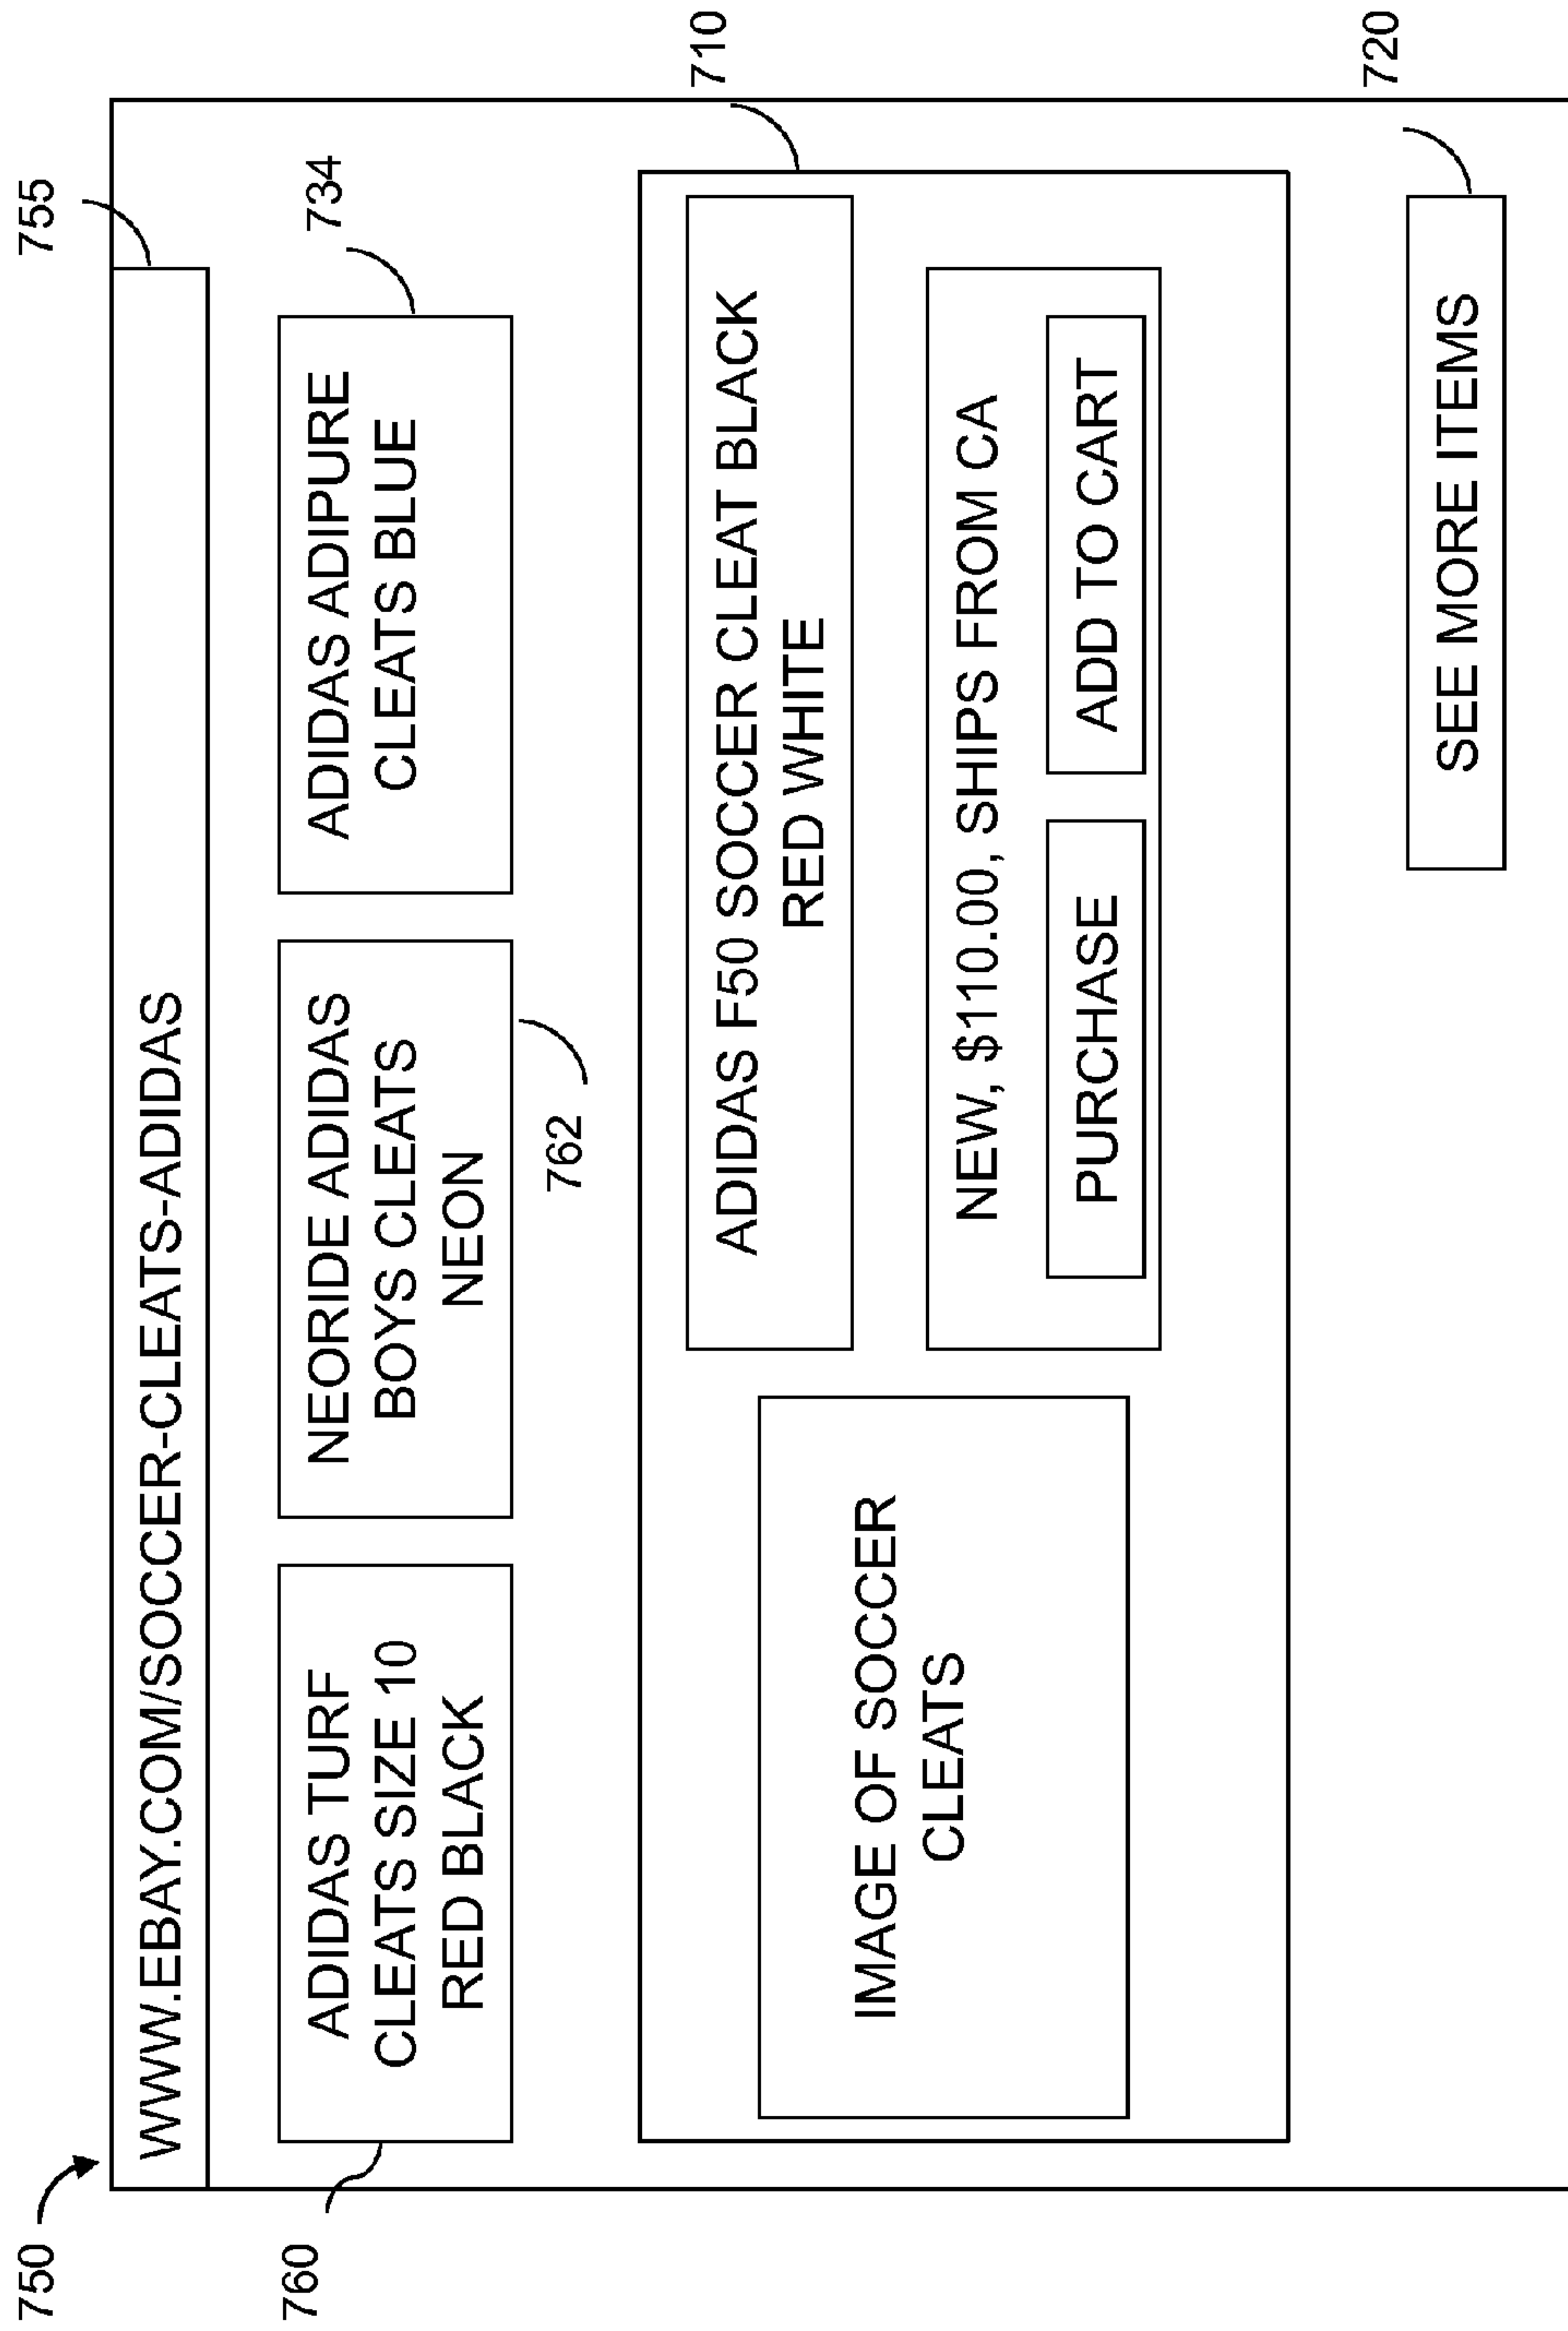 750
755
WWW.EBAY.COM/SOCCER-CLEATS-ADIDAS
760
ADIDAS TURF
CLEATS SIZE 10
RED BLACK
NEORIDE ADIDAS
BOYS CLEATS
NEON
762
ADIDAS ADIPURE
CLEATS BLUE
734
710
IMAGE OF SOCCER
CLEATS
ADIDAS F50 SOCCER CLEAT BLACK
RED WHITE
NEW, $110.00, SHIPS FROM CA
PURCHASE
ADD TO CART
SEE MORE ITEMS
720